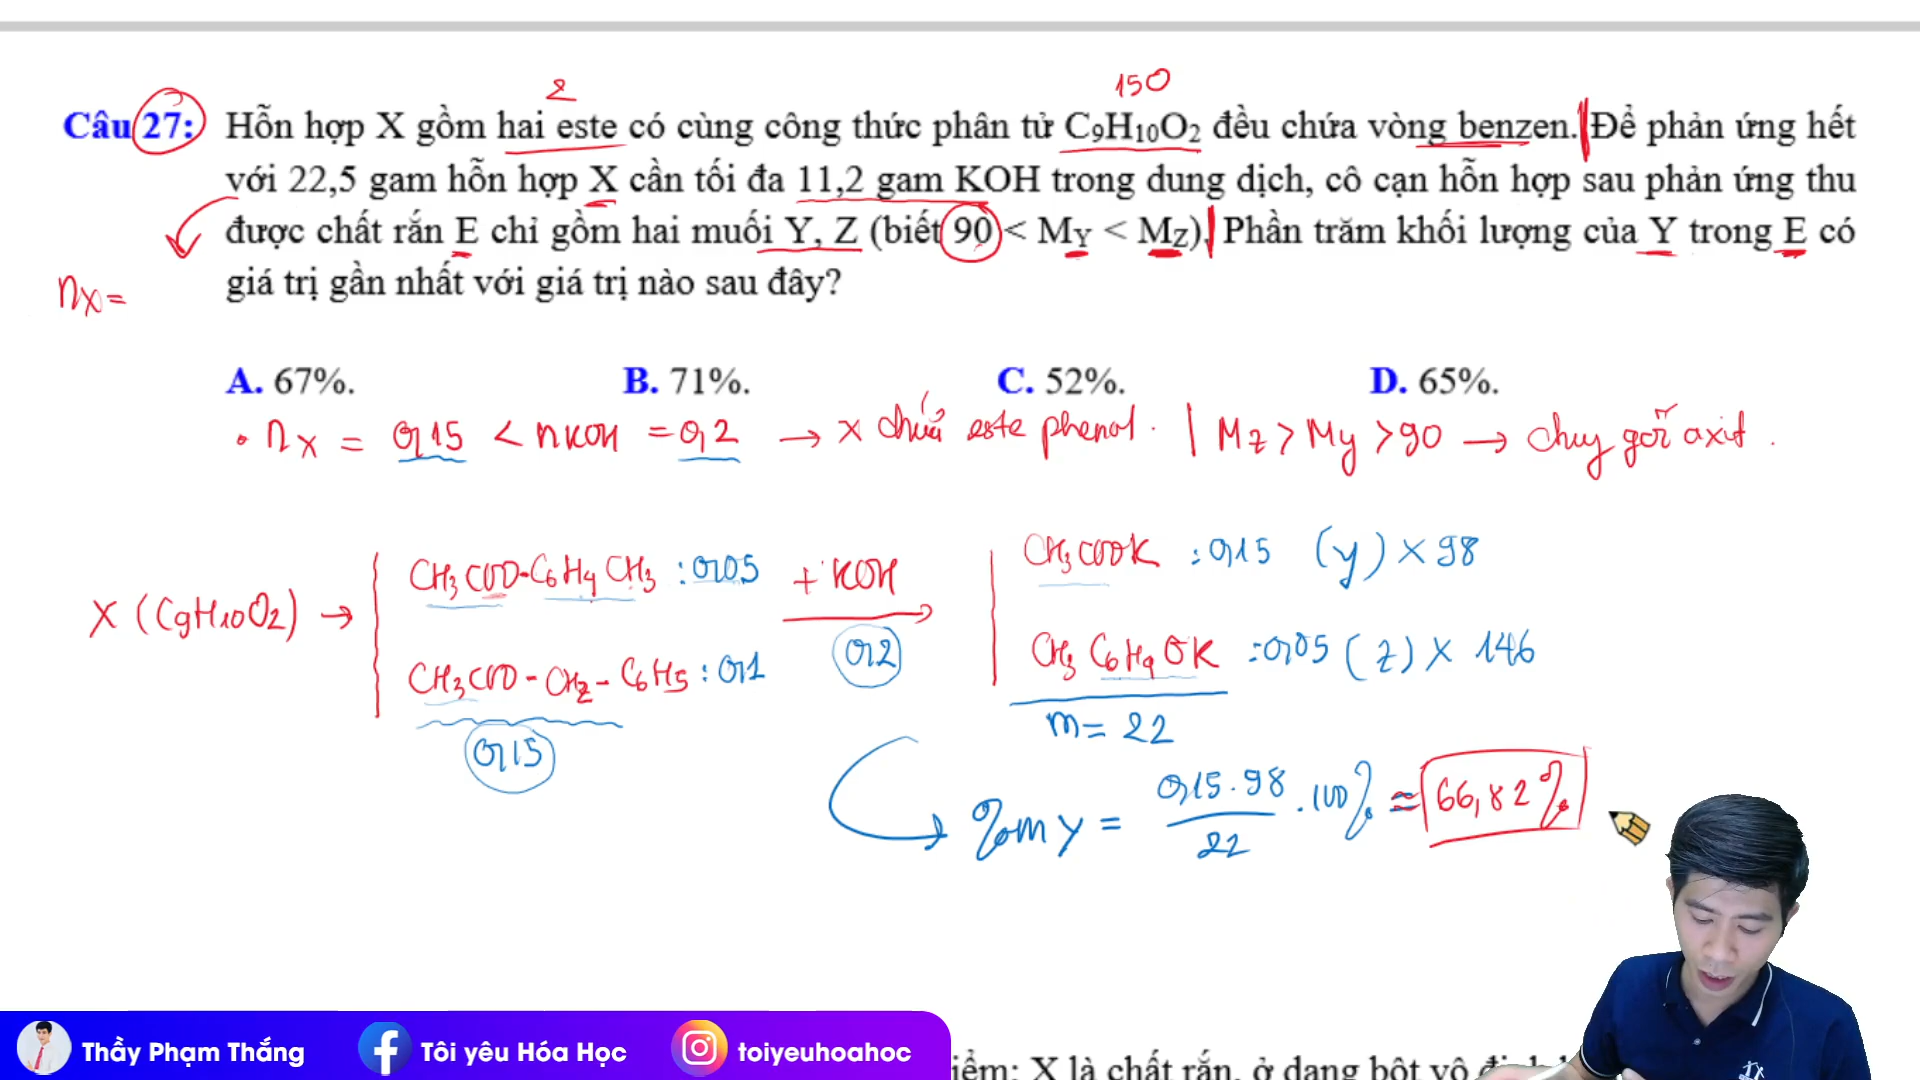 2
150
Câu 27: Hỗn hợp X gồm hai este có cùng công thức phân tử C₉H₁₀O₂ đều chứa vòng benzen. Để phản ứng hết
với 22,5 gam hỗn hợp X cần tối đa 11,2 gam KOH trong dung dịch, cô cạn hỗn hợp sau phản ứng thu
được chất rắn E chỉ gồm hai muối Y, Z (biết 90 < M_Y < M_Z). Phần trăm khối lượng của Y trong E có
giá trị gần nhất với giá trị nào sau đây?
nX =
A. 67%. B. 71%. C. 52%. D. 65%.
• nX = 0,15 < nKOH = 0,2 → X chứa este phenol. | MZ > MY > 90 → chung gốc axit.
CH3COO-C6H4CH3 : 0,05 + KOH CH3COOK : 0,15 (Y) × 98
X (C9H10O2) →
CH3COO-CH2-C6H5 : 0,1 0,2 CH3C6H4OK : 0,05 (Z) × 146
0,15 m = 22
%mY = 0,15.98 / 22 .100% ≈ 66,82%
Thầy Phạm Thắng Tôi yêu Hóa Học toiyeuhoahoc
iểm: X là chất rắn, ở dạng bột vô